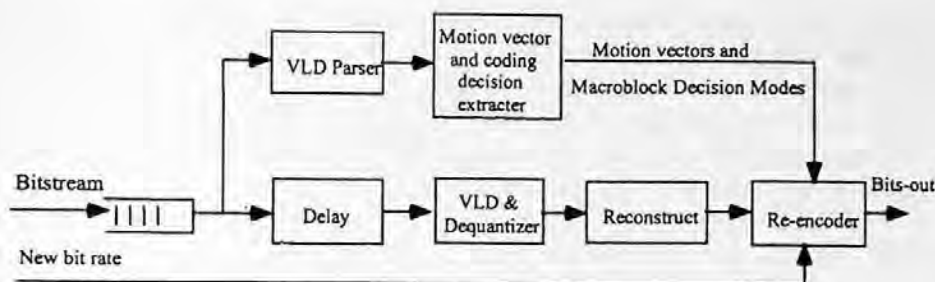 VLD Parser
Motion vector
and coding
decision
extracter
Motion vectors and
Macroblock Decision Modes
Bitstream
Delay
VLD &
Dequantizer
Reconstruct
Re-encoder
Bits-out
New bit rate